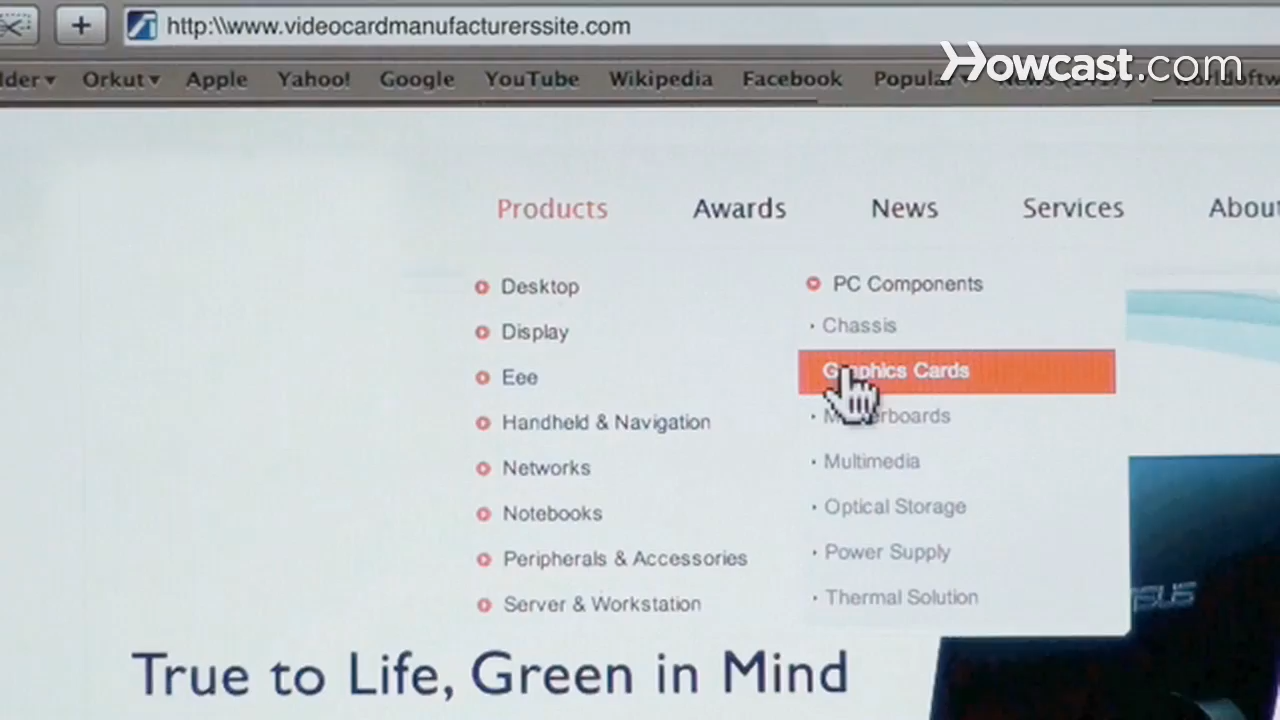 http:\\www.videocardmanufacturerssite.com
Orkut▾ Apple Yahoo! Google YouTube Wikipedia Facebook Popular
Howcast.com
Products Awards News Services
Desktop
Display
Eee
Handheld & Navigation
Networks
Notebooks
Peripherals & Accessories
Server & Workstation
PC Components
Chassis
Graphics Cards
Motherboards
Multimedia
Optical Storage
Power Supply
Thermal Solution
True to Life, Green in Mind